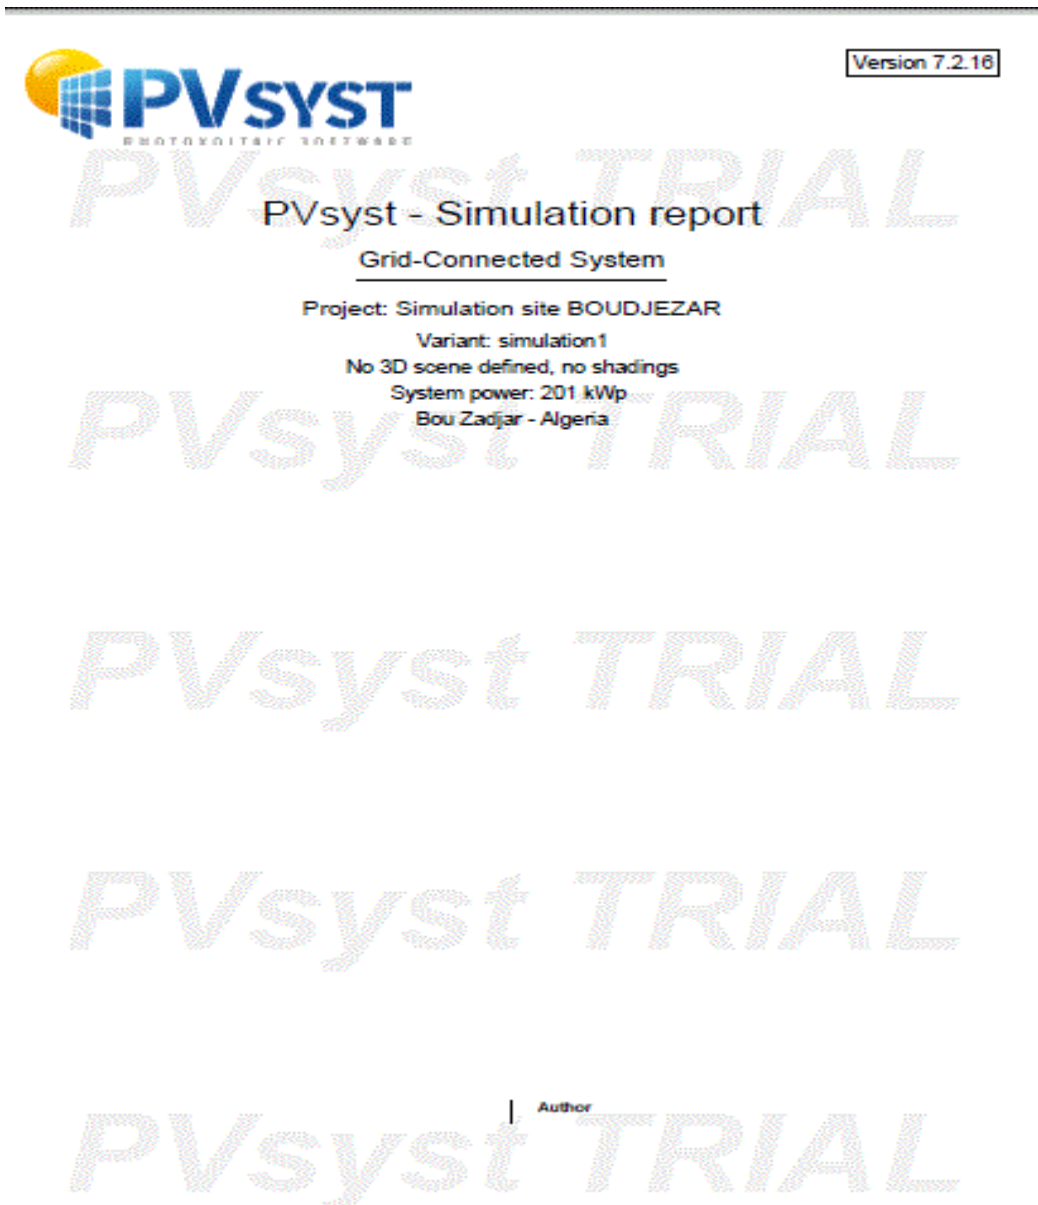 Version 7.2.16
PVSYST
PHOTOVOLTAIC SOFTWARE
PVsyst TRIAL
PVsyst - Simulation report
Grid-Connected System
Project: Simulation site BOUDJEZAR
Variant: simulation1
No 3D scene defined, no shadings
System power: 201 kWp
PVsyst TRIAL
Bou Zadjar - Algeria
PVsyst TRIAL
PVsyst TRIAL
Author
PVsyst TRIAL